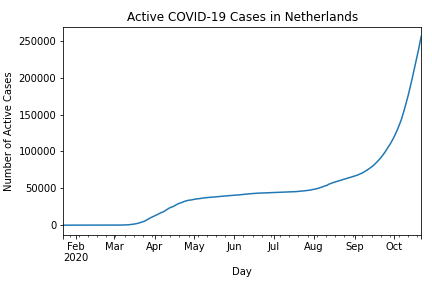 Active COVID-19 Cases in Netherlands
Number of Active Cases
250000
200000
150000
100000
50000
0
Feb Mar Apr May Jun Jul Aug Sep Oct
2020
Day